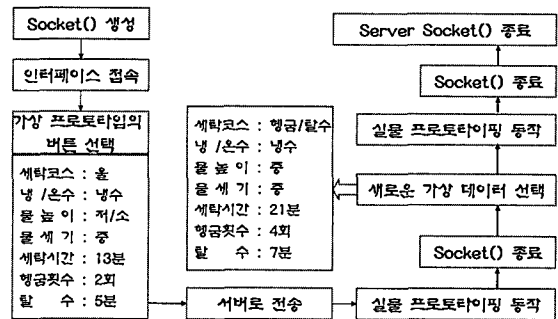 Socket() 생성
인터페이스 접속
가상 프로토타입의
버튼 선택
세탁코스 : 울
냉 /온수 : 냉수
물 높 이 : 저/소
물 세 기 : 중
세탁시간 : 13분
헹굼횟수 : 2회
탈 수 : 5분
서버로 전송
실물 프로토타이핑 동작
Socket() 종료
새로운 가상 데이터 선택
세탁코스 : 헹굼/탈수
냉 /온수 : 냉수
물 높 이 : 중
물 세 기 : 중
세탁시간 : 21분
헹굼횟수 : 4회
탈 수 : 7분
실물 프로토타이핑 동작
Socket() 종료
Server Socket() 종료